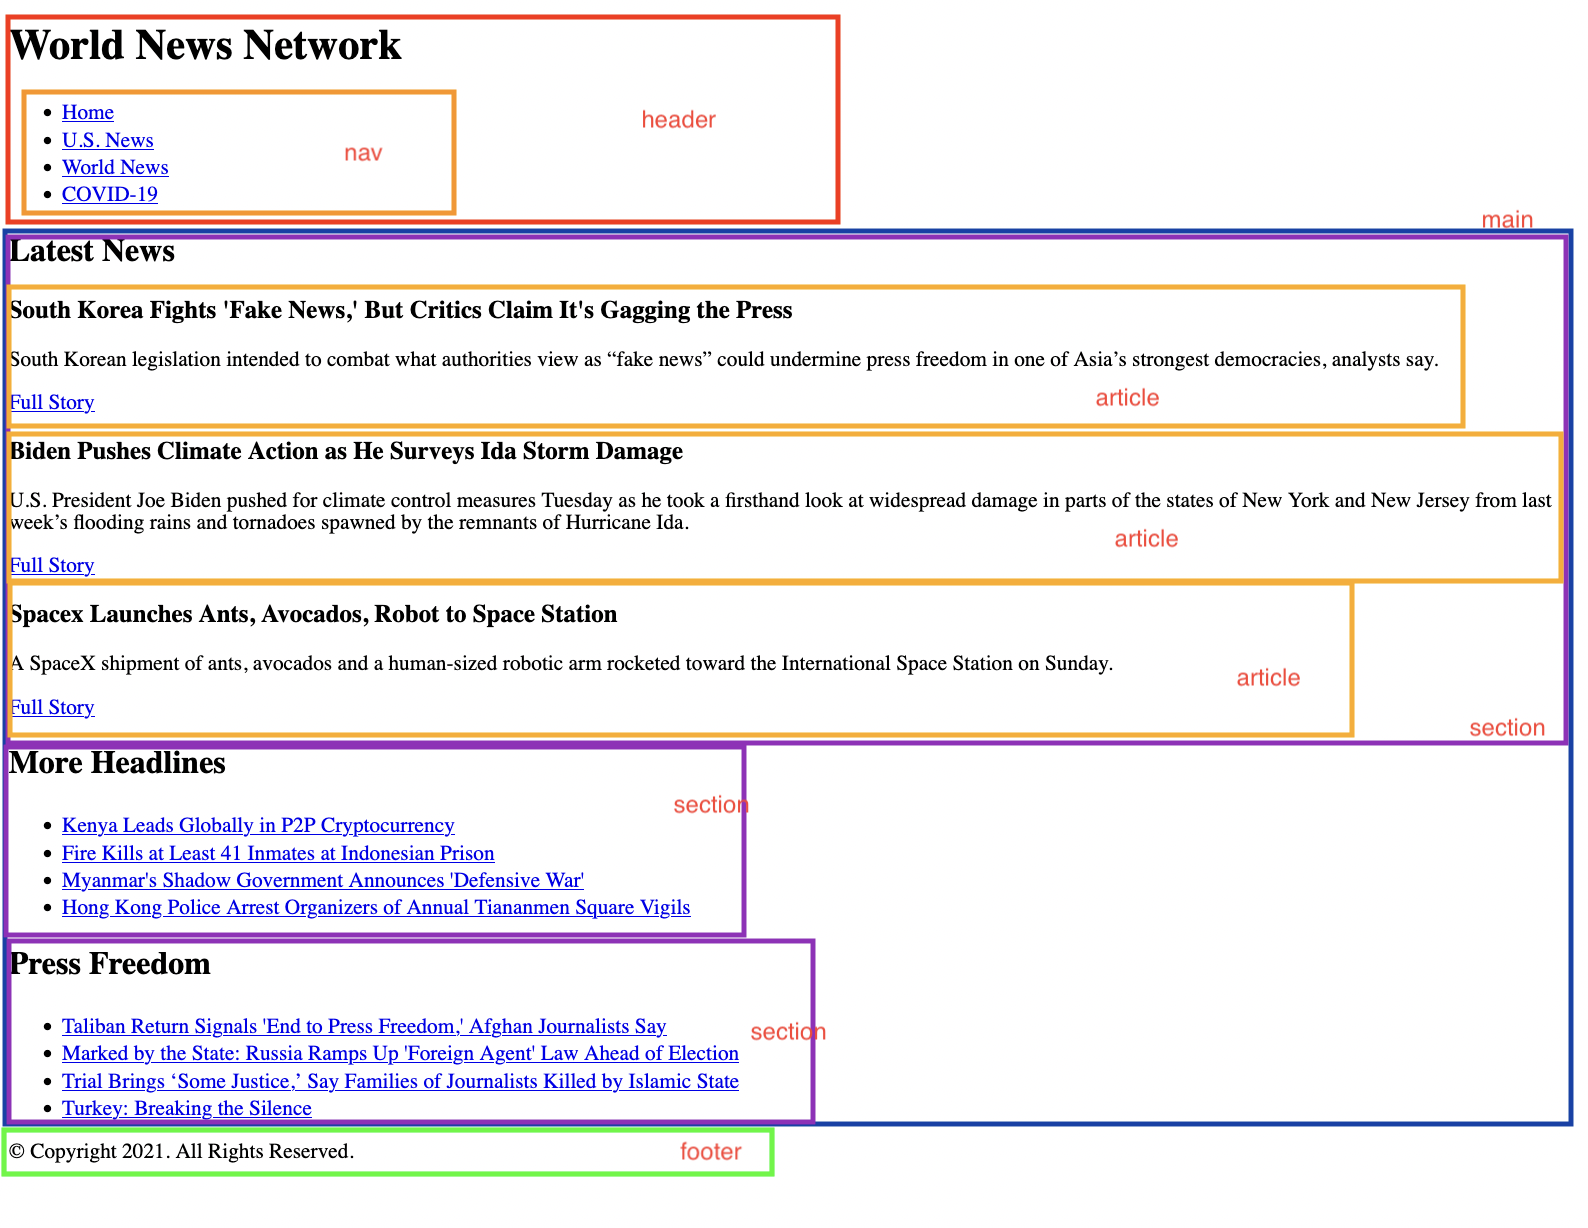 World News Network
• Home
• U.S. News
• World News
• COVID-19
nav
header
main
Latest News
South Korea Fights 'Fake News,' But Critics Claim It's Gagging the Press
South Korean legislation intended to combat what authorities view as “fake news” could undermine press freedom in one of Asia’s strongest democracies, analysts say.
Full Story
article
Biden Pushes Climate Action as He Surveys Ida Storm Damage
U.S. President Joe Biden pushed for climate control measures Tuesday as he took a firsthand look at widespread damage in parts of the states of New York and New Jersey from last
week’s flooding rains and tornadoes spawned by the remnants of Hurricane Ida.
Full Story
article
Spacex Launches Ants, Avocados, Robot to Space Station
A SpaceX shipment of ants, avocados and a human-sized robotic arm rocketed toward the International Space Station on Sunday.
Full Story
article
section
More Headlines
• Kenya Leads Globally in P2P Cryptocurrency
• Fire Kills at Least 41 Inmates at Indonesian Prison
• Myanmar's Shadow Government Announces 'Defensive War'
• Hong Kong Police Arrest Organizers of Annual Tiananmen Square Vigils
section
Press Freedom
• Taliban Return Signals 'End to Press Freedom,' Afghan Journalists Say
• Marked by the State: Russia Ramps Up 'Foreign Agent' Law Ahead of Election
• Trial Brings ‘Some Justice,’ Say Families of Journalists Killed by Islamic State
• Turkey: Breaking the Silence
section
© Copyright 2021. All Rights Reserved.
footer